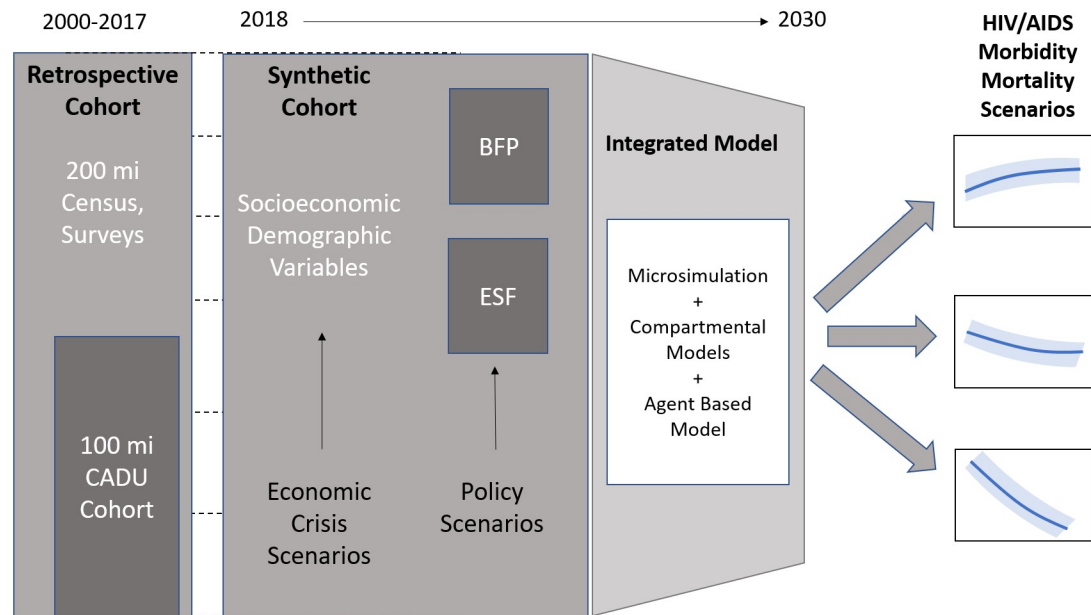 2000-2017
2018
2030
HIV/AIDS
Morbidity
Mortality
Scenarios
Retrospective
Cohort
200 mi
Census,
Surveys
100 mi
CADU
Cohort
Synthetic
Cohort
Socioeconomic
Demographic
Variables
BFP
ESF
Economic
Crisis
Scenarios
Policy
Scenarios
Integrated Model
Microsimulation
+
Compartmental
Models
+
Agent Based
Model